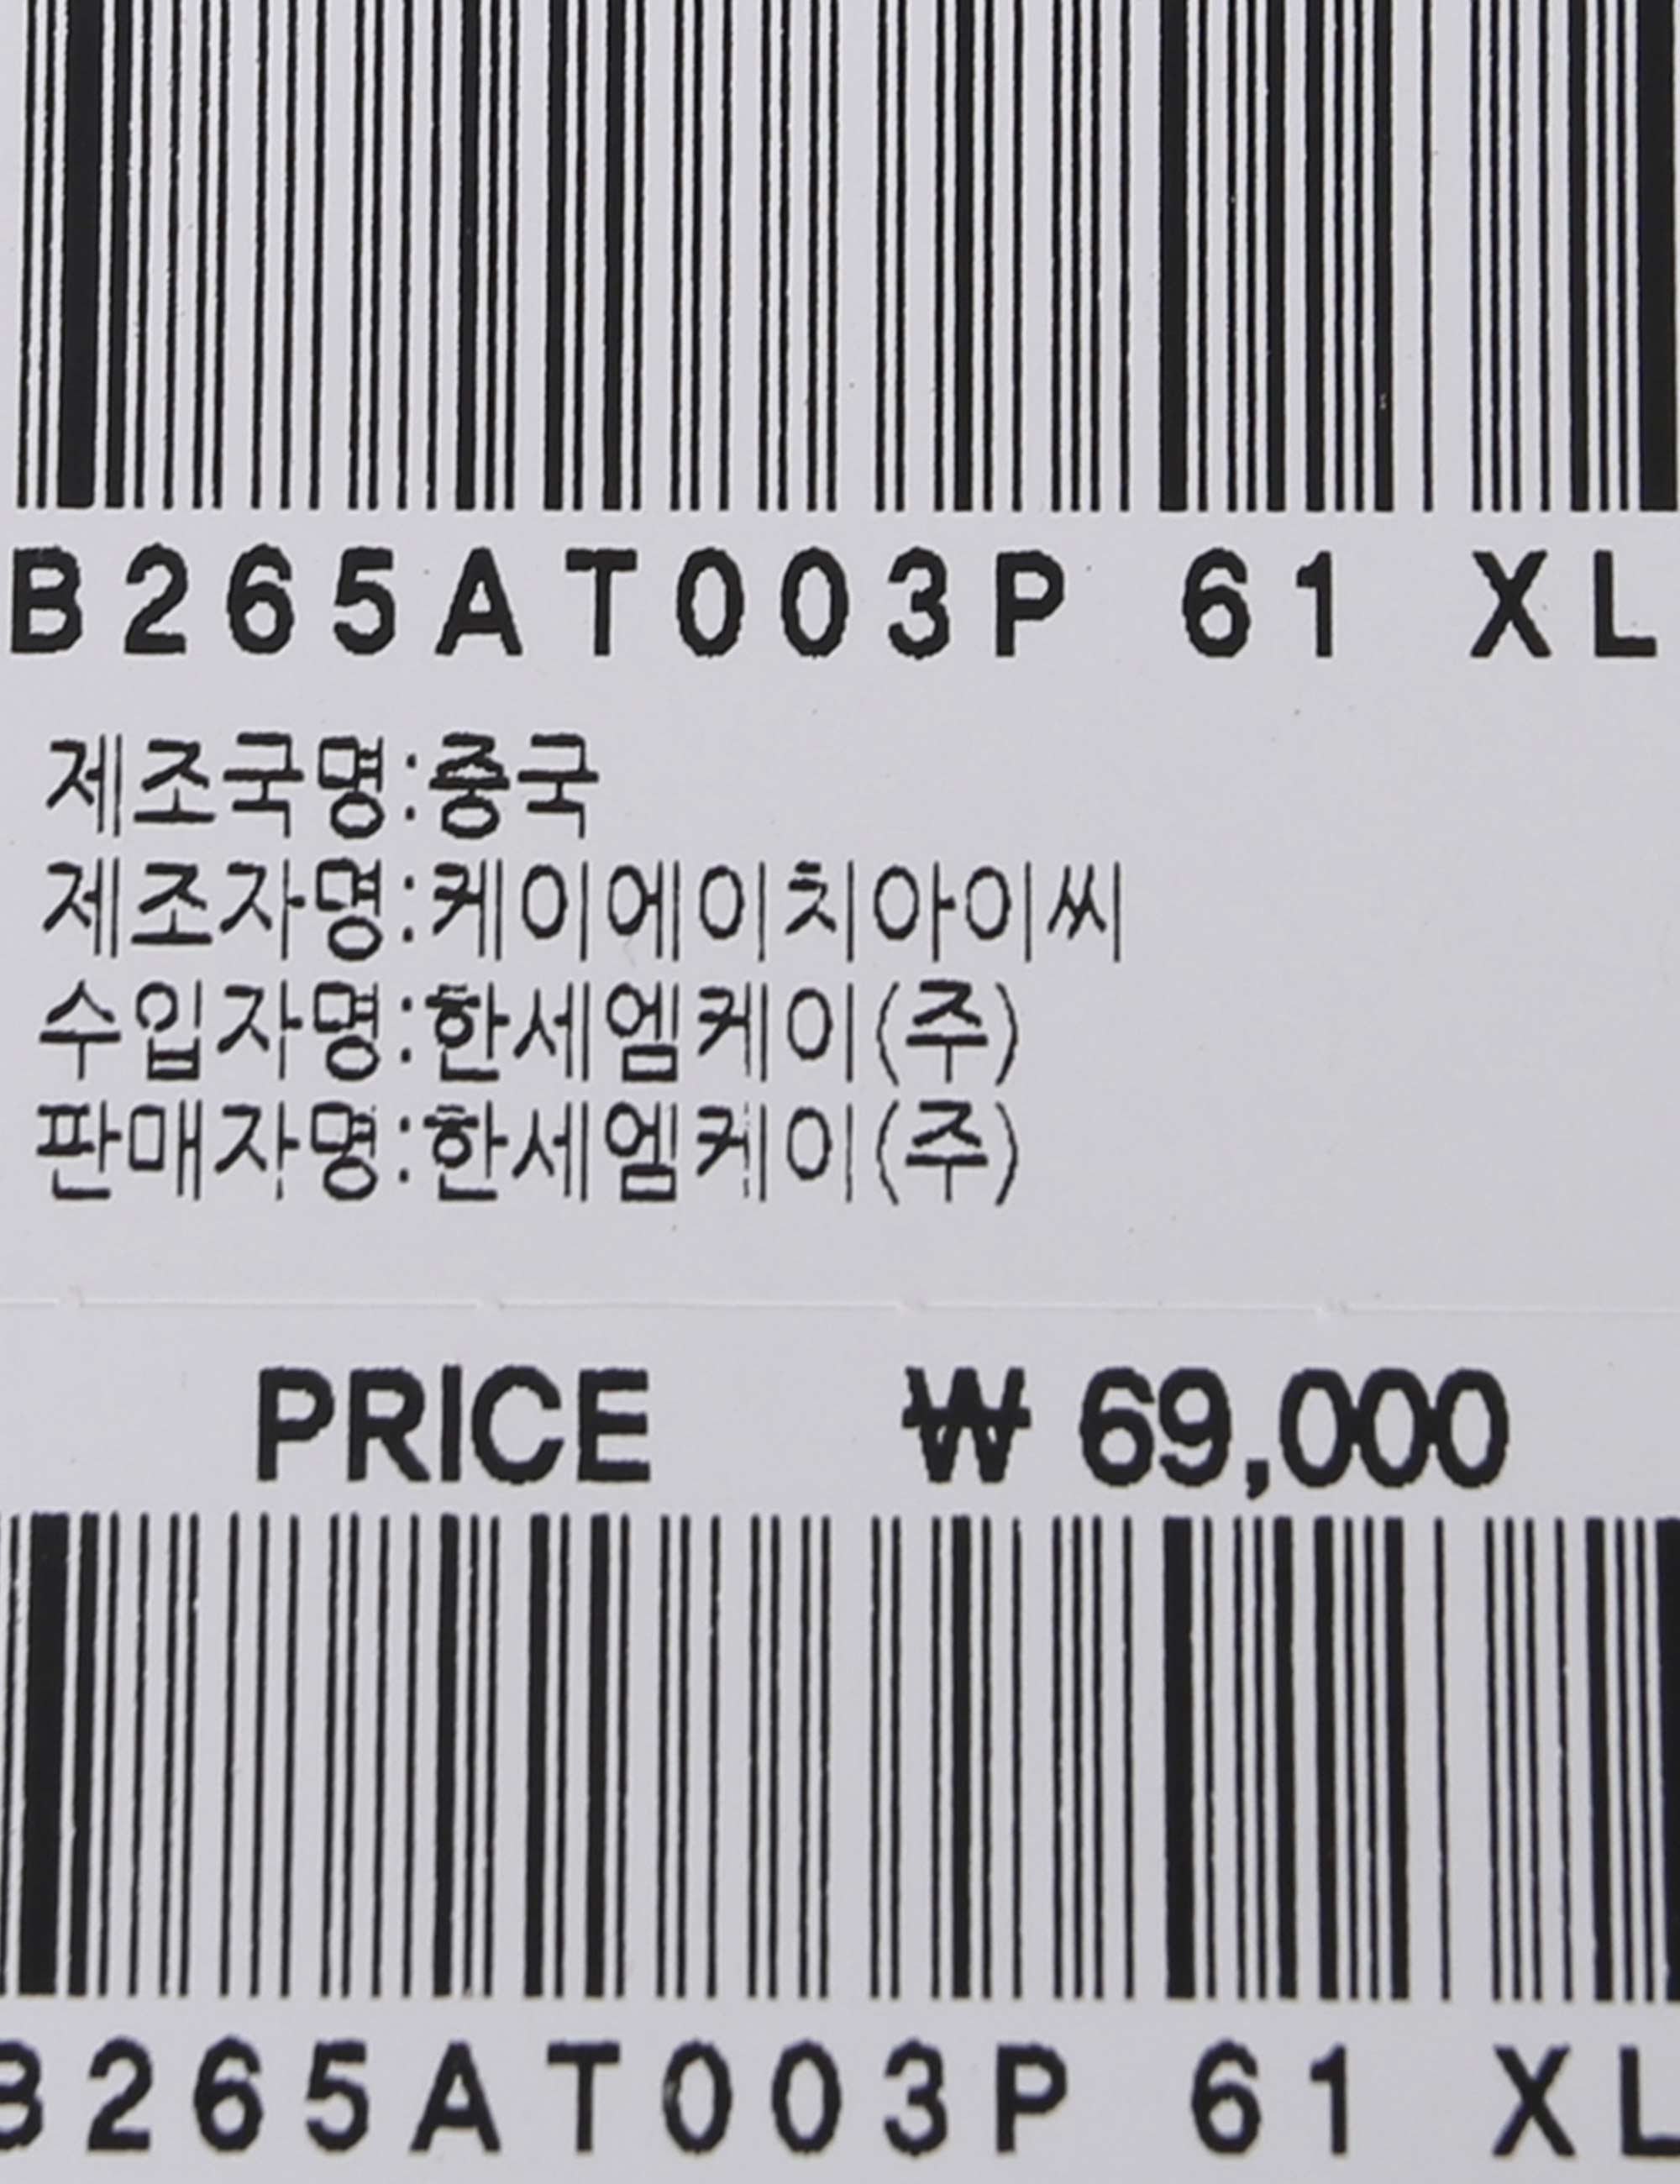 B265AT003P 61 XL
제조국명:중국
제조자명:케이에이치아이씨
수입자명:한세엠케이(주)
판매자명:한세엠케이(주)
PRICE ₩ 69,000
B265AT003P 61 XL